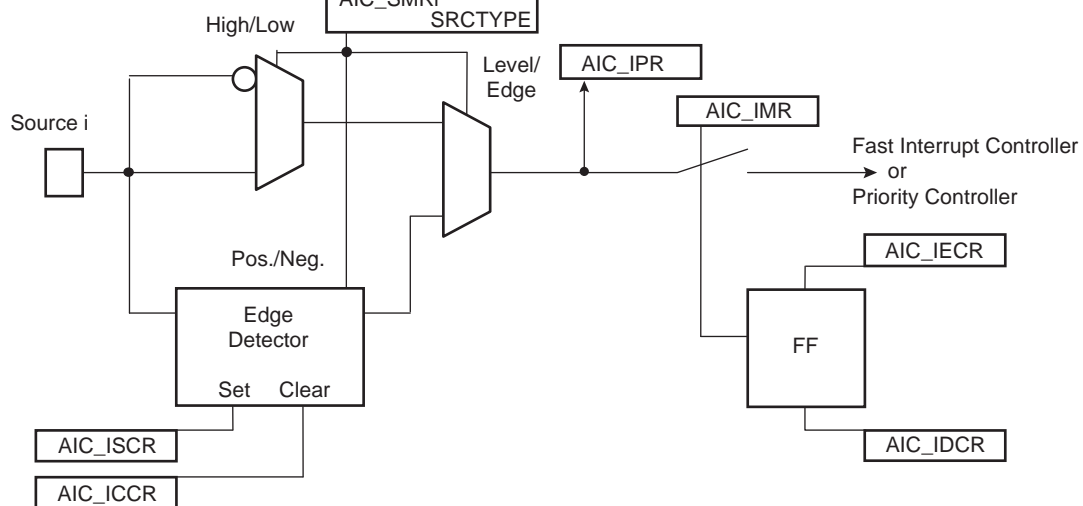 AIC_SMRI
SRCTYPE
High/Low
Level/
Edge
AIC_IPR
AIC_IMR
Source i
Fast Interrupt Controller
or
Priority Controller
AIC_IECR
Pos./Neg.
Edge
Detector
FF
Set Clear
AIC_ISCR
AIC_IDCR
AIC_ICCR